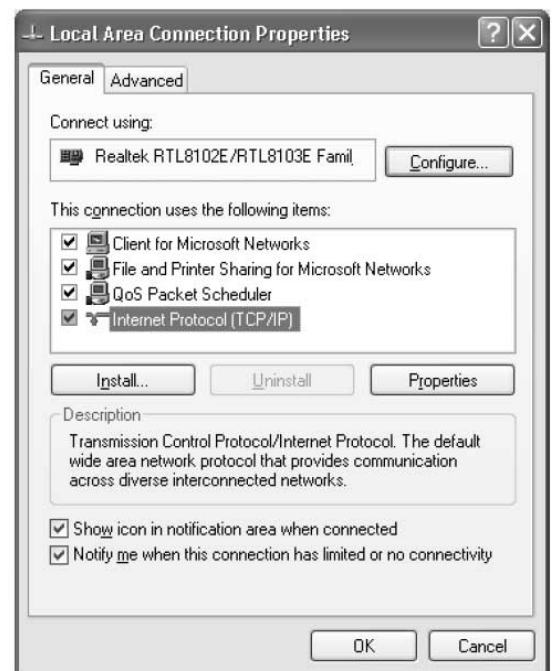 Local Area Connection Properties
General Advanced
Connect using:
Realtek RTL8102E/RTL8103E Famil
Configure...
This connection uses the following items:
Client for Microsoft Networks
File and Printer Sharing for Microsoft Networks
QoS Packet Scheduler
Internet Protocol (TCP/IP)
Install... Uninstall Properties
Description
Transmission Control Protocol/Internet Protocol. The default
wide area network protocol that provides communication
across diverse interconnected networks.
Show icon in notification area when connected
Notify me when this connection has limited or no connectivity
OK Cancel